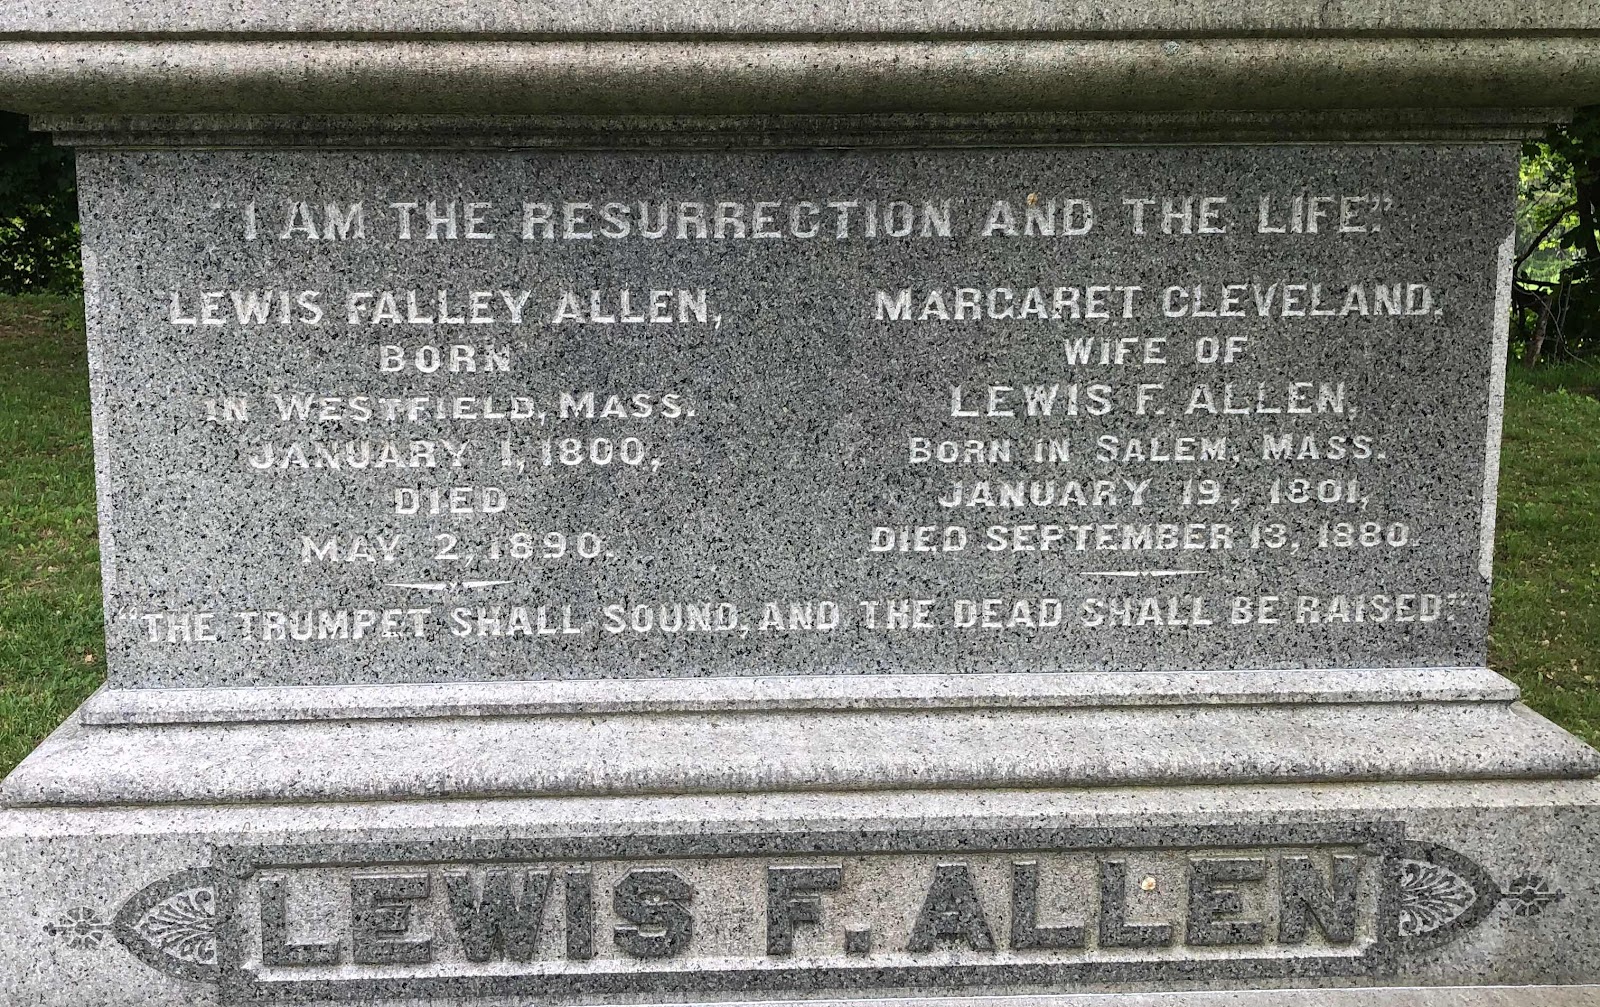 "I AM THE RESURRECTION AND THE LIFE."
LEWIS FALLEY ALLEN,
BORN
IN WESTFIELD, MASS.
JANUARY 1, 1800,
DIED
MAY 2, 1890.
MARGARET CLEVELAND.
WIFE OF
LEWIS F. ALLEN,
BORN IN SALEM, MASS.
JANUARY 19, 1801,
DIED SEPTEMBER 13, 1880.
"THE TRUMPET SHALL SOUND, AND THE DEAD SHALL BE RAISED."
LEWIS F. ALLEN